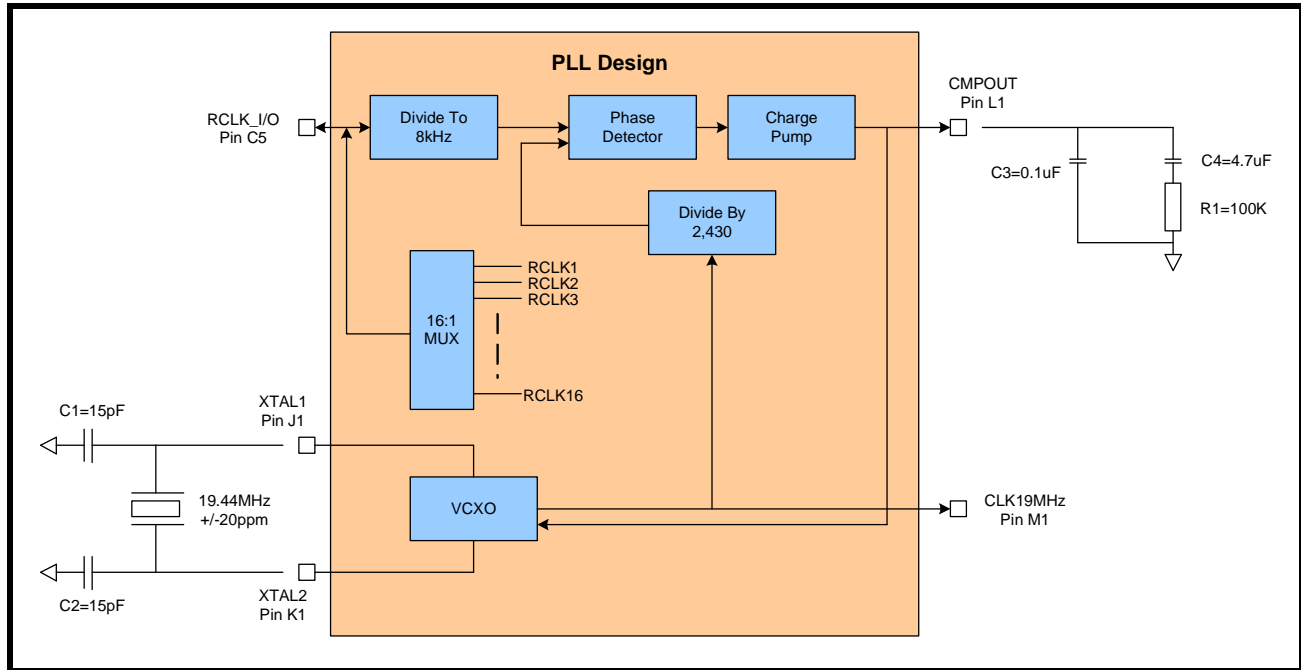 PLL Design
RCLK_I/O
Pin C5
Divide To
8kHz
Phase
Detector
Charge
Pump
CMPOUT
Pin L1
C3=0.1uF
C4=4.7uF
R1=100K
Divide By
2,430
16:1
MUX
RCLK1
RCLK2
RCLK3
RCLK16
C1=15pF
XTAL1
Pin J1
19.44MHz
+/-20ppm
VCXO
CLK19MHz
Pin M1
C2=15pF
XTAL2
Pin K1